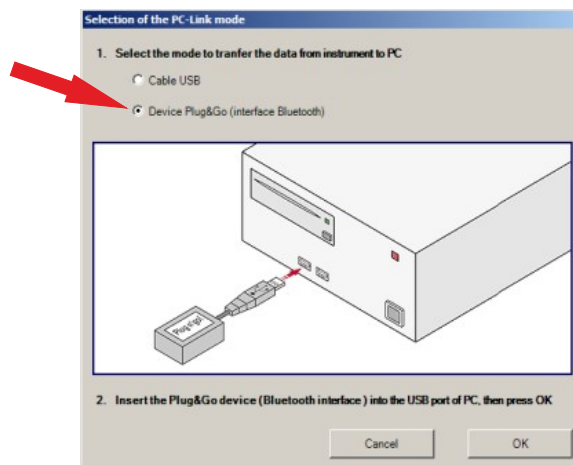 Selection of the PC-Link mode
1. Select the mode to tranfer the data from instrument to PC
Cable USB
Device Plug&Go (interface Bluetooth)
Plug n' go!
2. Insert the Plug&Go device (Bluetooth interface ) into the USB port of PC, then press OK
Cancel
OK